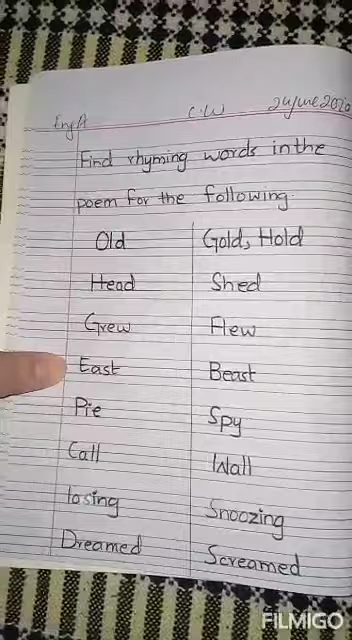 Eng A C.W 24June2020
Find rhyming words in the
poem for the following.
Old Gold, Hold
Head Shed
Grew Flew
East Beast
Pie Spy
Call Wall
losing Snoozing
Dreamed Screamed
FILMIGO